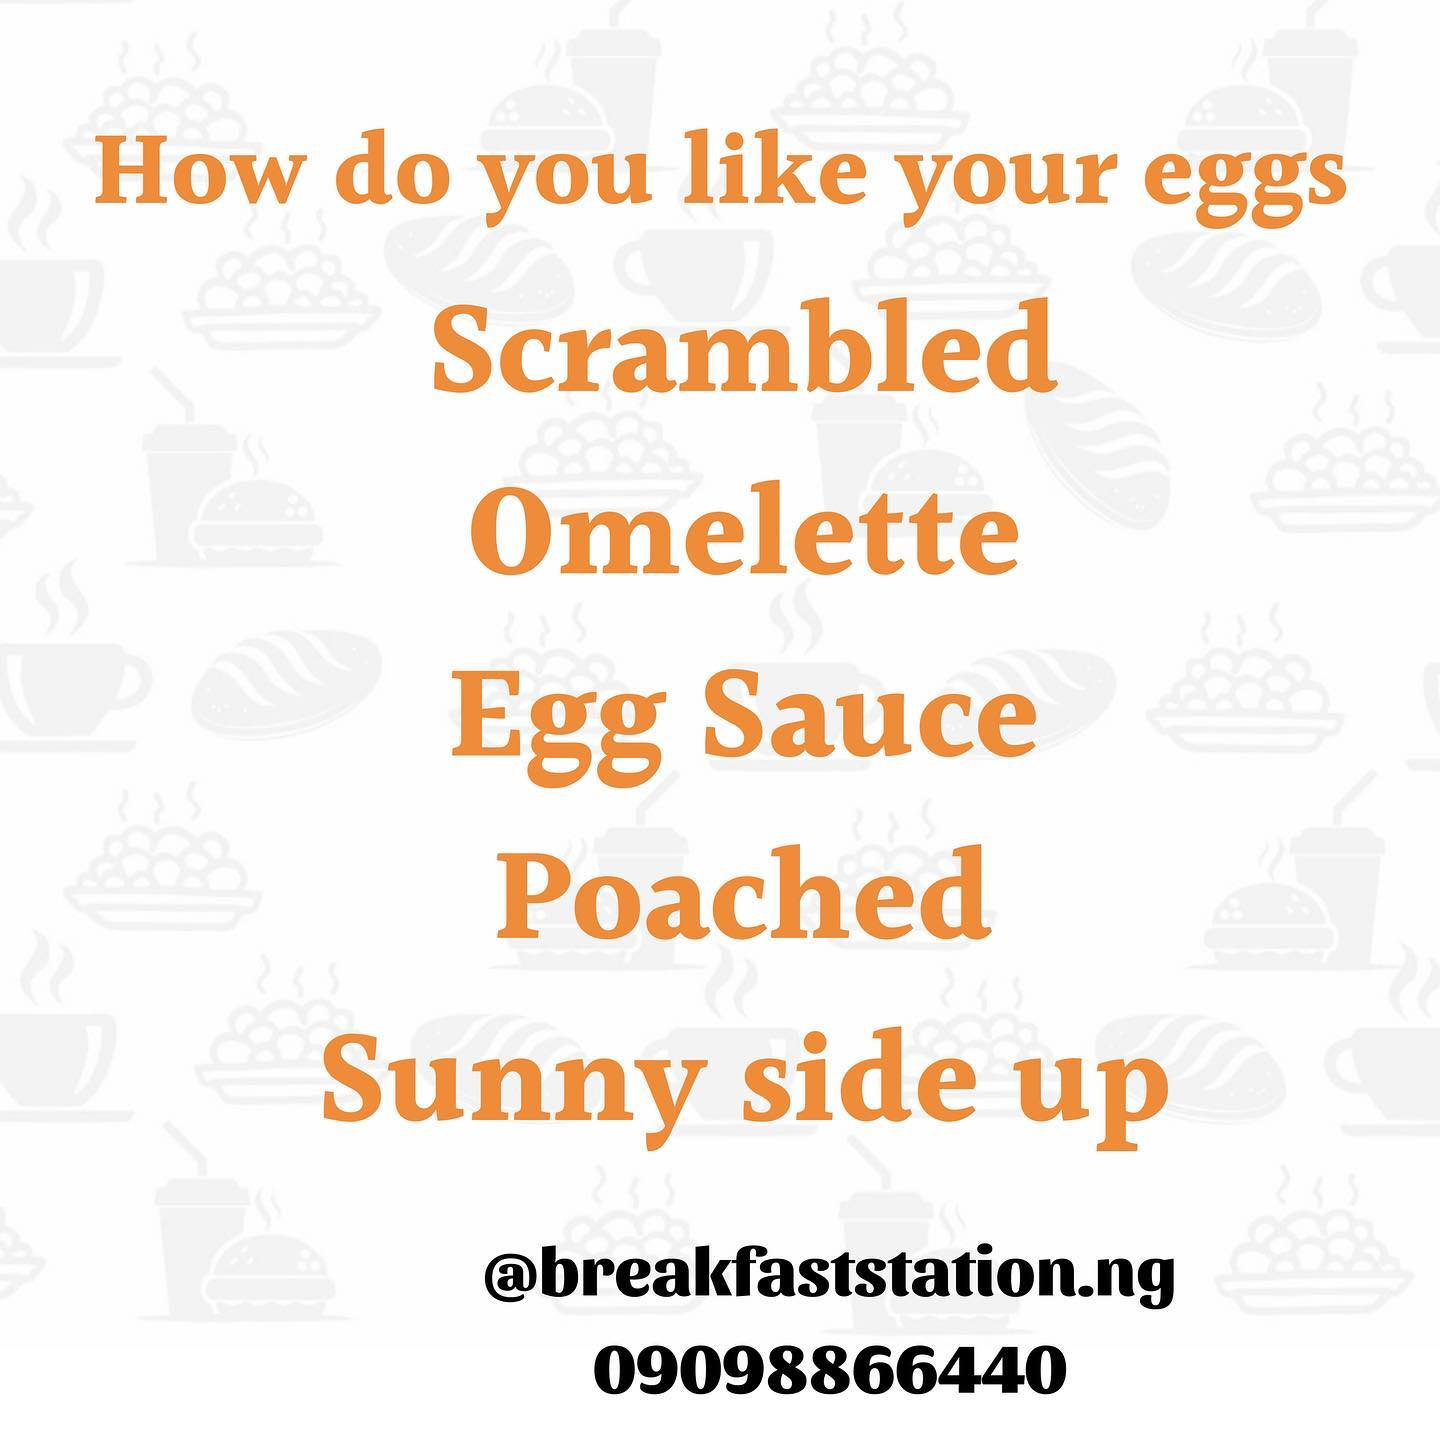 How do you like your eggs
Scrambled
Omelette
Egg Sauce
Poached
Sunny side up
@breakfaststation.ng
09098866440